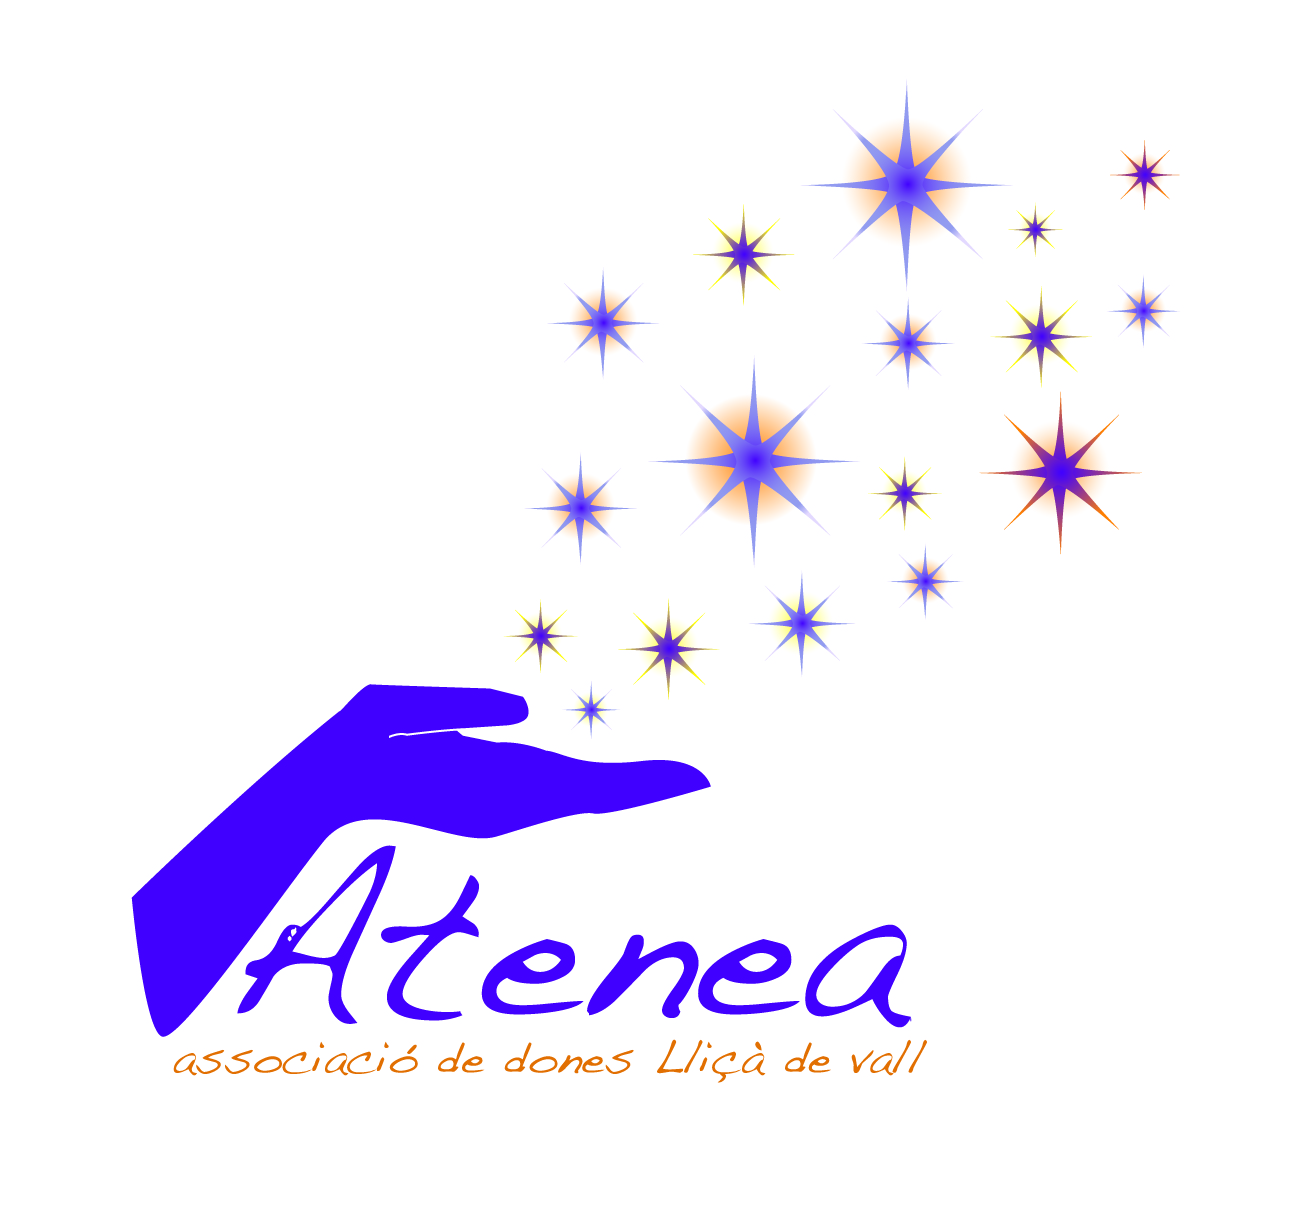 Atenea
associació de dones Lliçà de vall